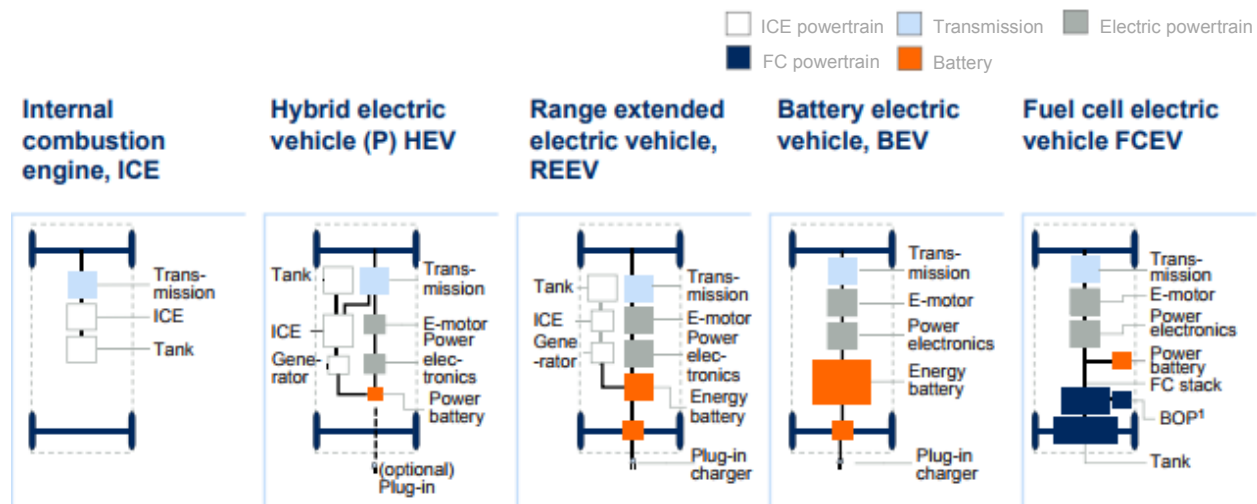 ICE powertrain
Transmission
Electric powertrain
FC powertrain
Battery
Internal
combustion
engine, ICE
Hybrid electric
vehicle (P) HEV
Range extended
electric vehicle,
REEV
Battery electric
vehicle, BEV
Fuel cell electric
vehicle FCEV
Trans-
mission
ICE
Tank
Tank
Trans-
mission
ICE
E-motor
Power
Gene-
rator
elec-
tronics
Power
battery
(optional)
Plug-in
Tank
Trans-
mission
ICE
E-motor
Gene
-rator
Power
elec-
tronics
Energy
battery
Plug-in
charger
Trans-
mission
E-motor
Power
electronics
Energy
battery
Plug-in
charger
Trans-
mission
E-motor
Power
electronics
Power
battery
FC stack
BOP¹
Tank